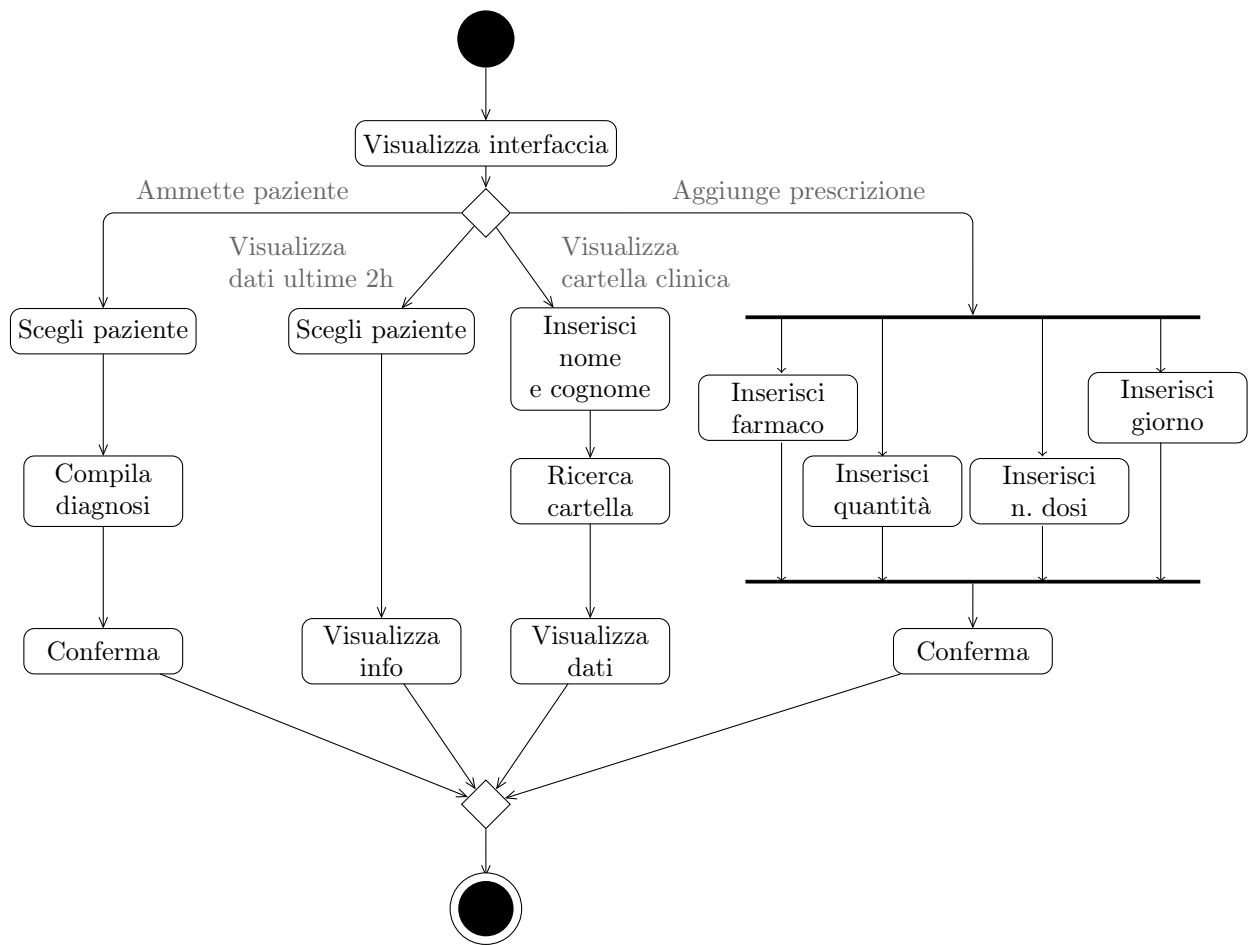 Visualizza interfaccia
Ammette paziente
Aggiunge prescrizione
Visualizza
dati ultime 2h
Visualizza
cartella clinica
Scegli paziente
Scegli paziente
Inserisci
nome
e cognome
Inserisci
farmaco
Inserisci
giorno
Compila
diagnosi
Ricerca
cartella
Inserisci
quantità
Inserisci
n. dosi
Conferma
Visualizza
info
Visualizza
dati
Conferma